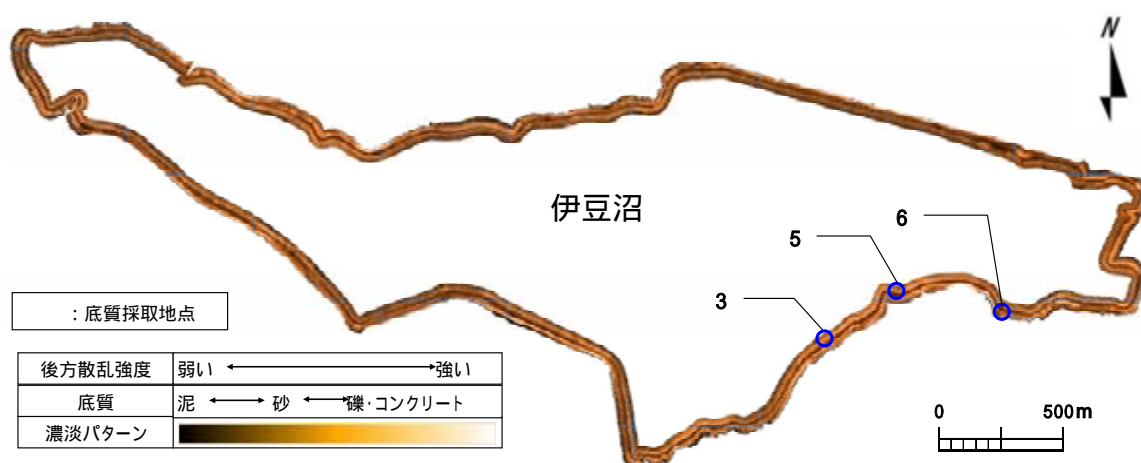 N
伊豆沼
6
5
3
：底質採取地点
後方散乱強度 弱い 強い
底質 泥 砂 礫・コンクリート
濃淡パターン
0 500m